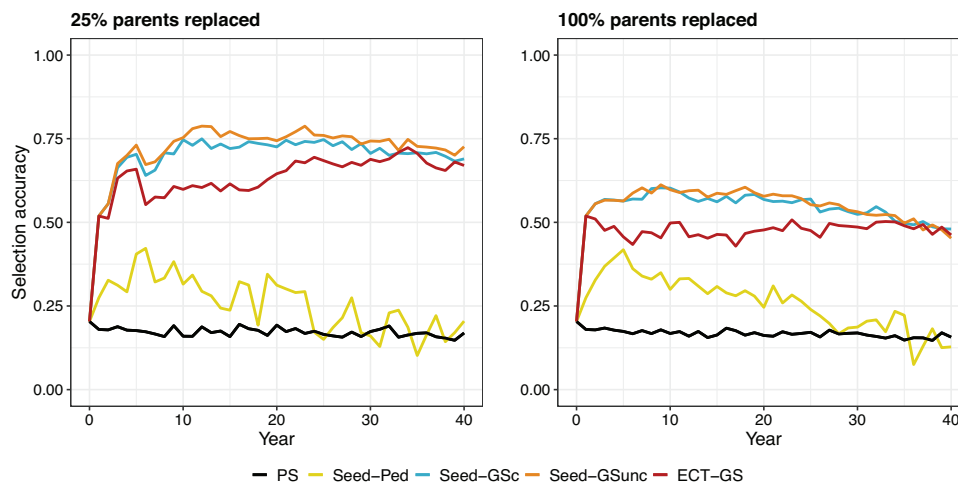 25% parents replaced
100% parents replaced
Selection accuracy
1.00
0.75
0.50
0.25
0.00
0 10 20 30 40
Year
1.00
0.75
0.50
0.25
0.00
0 10 20 30 40
Year
PS Seed-Ped Seed-GSc Seed-GSunc ECT-GS